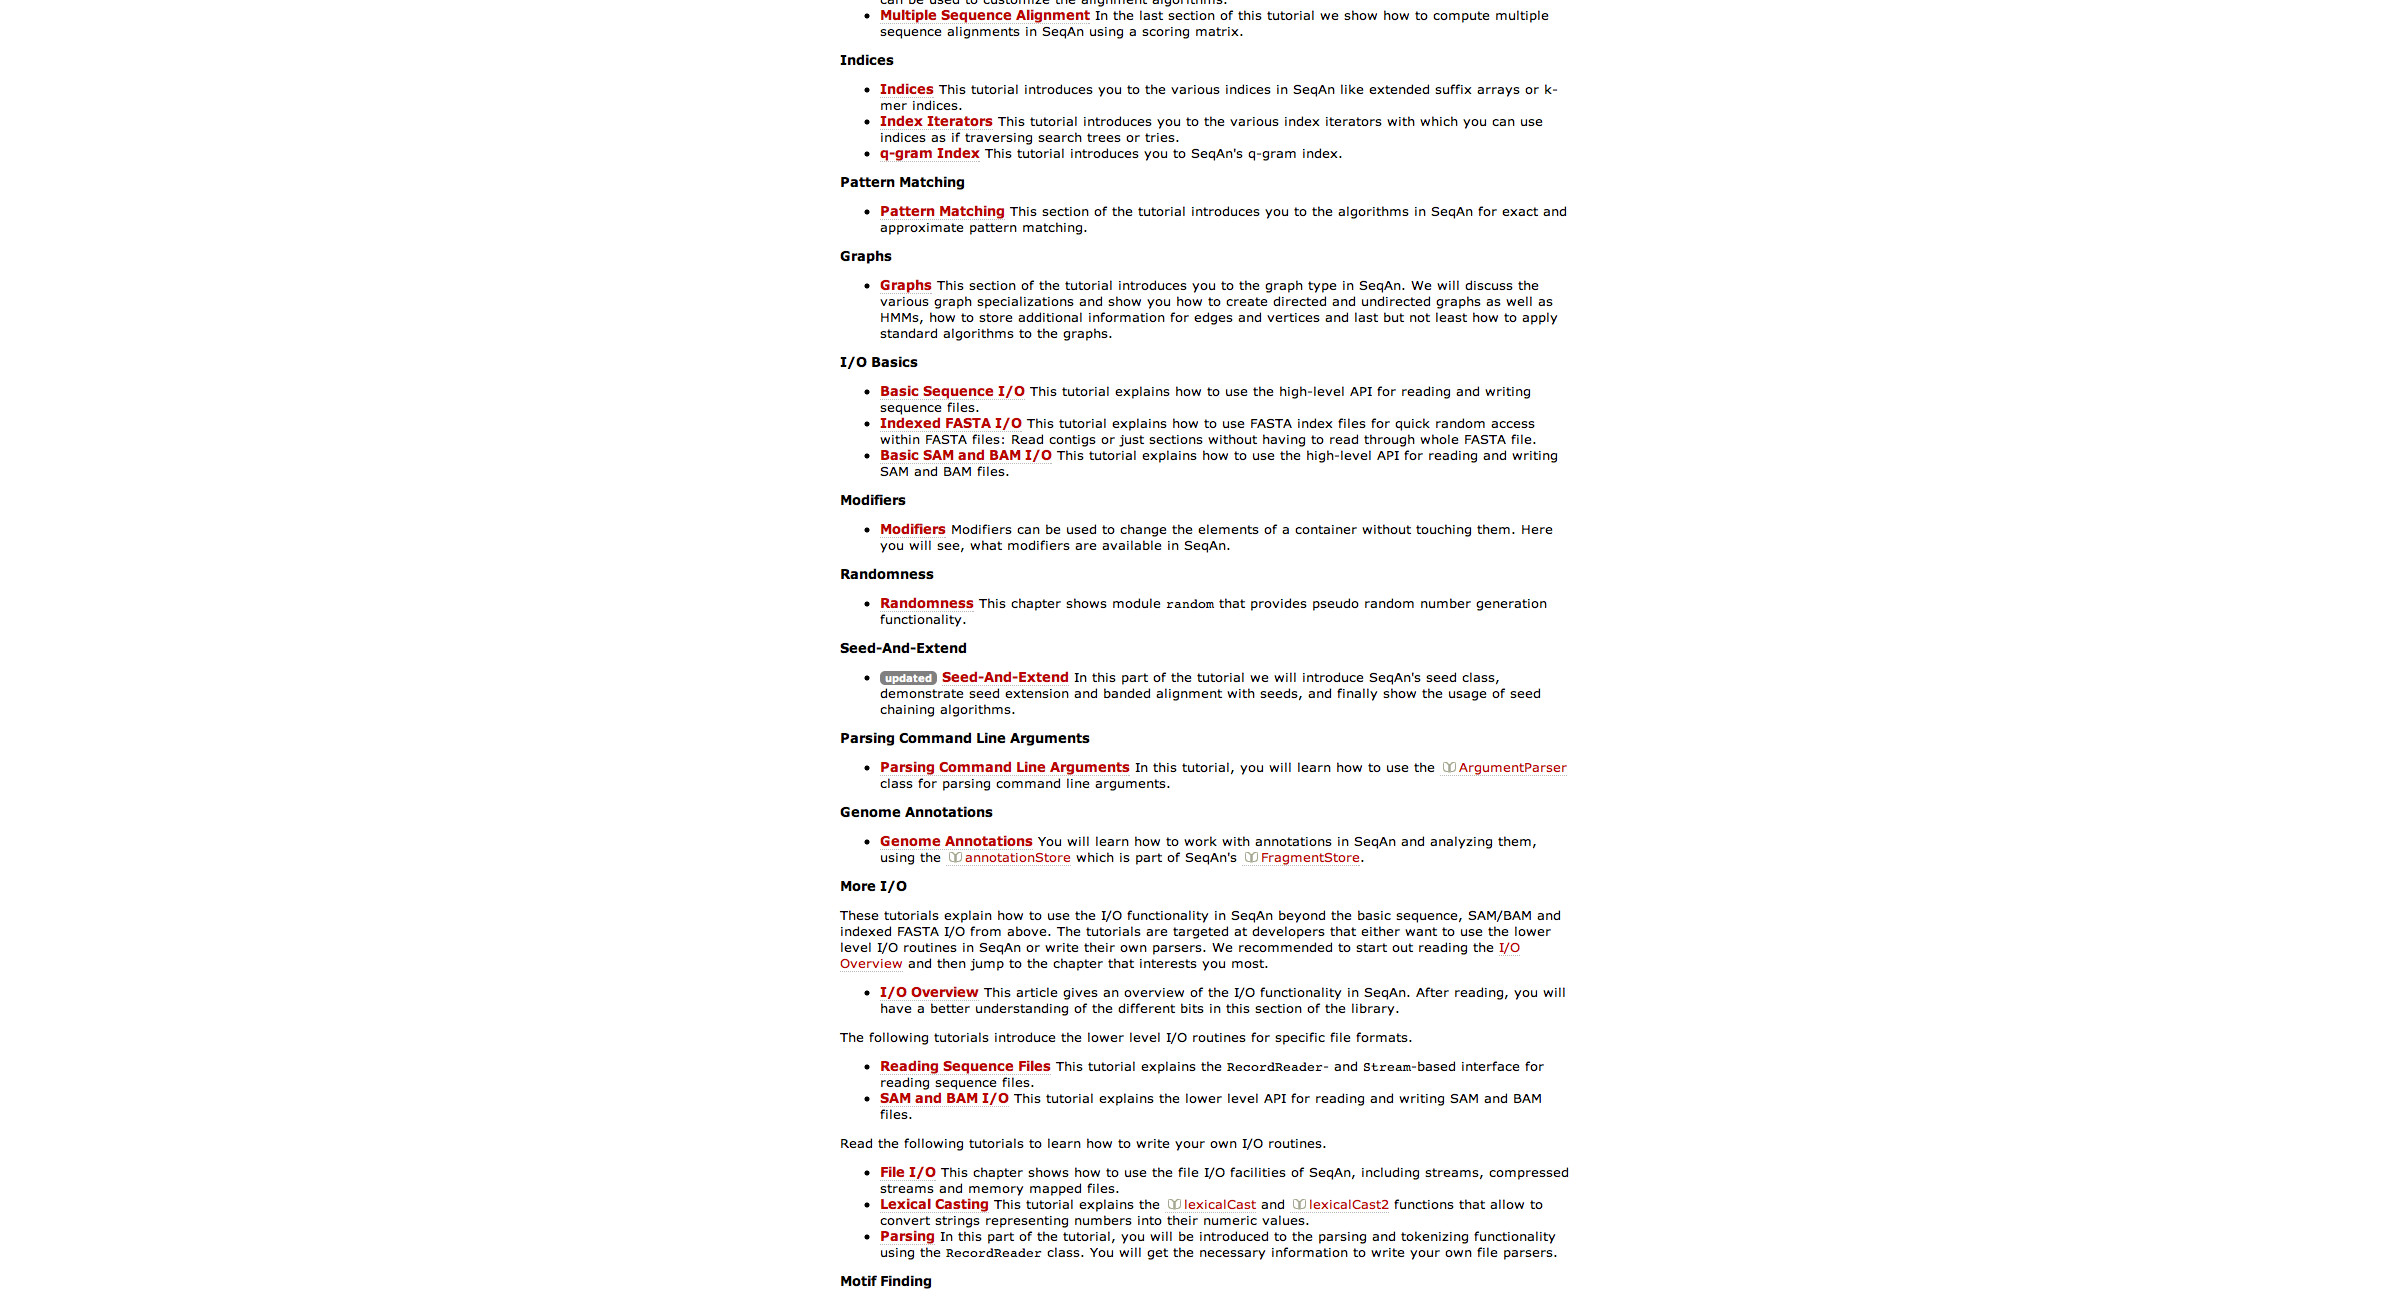 can be used to customize the alignment algorithms.
Multiple Sequence Alignment In the last section of this tutorial we show how to compute multiple
sequence alignments in SeqAn using a scoring matrix.
Indices
Indices This tutorial introduces you to the various indices in SeqAn like extended suffix arrays or k-
mer indices.
Index Iterators This tutorial introduces you to the various index iterators with which you can use
indices as if traversing search trees or tries.
q-gram Index This tutorial introduces you to SeqAn's q-gram index.
Pattern Matching
Pattern Matching This section of the tutorial introduces you to the algorithms in SeqAn for exact and
approximate pattern matching.
Graphs
Graphs This section of the tutorial introduces you to the graph type in SeqAn. We will discuss the
various graph specializations and show you how to create directed and undirected graphs as well as
HMMs, how to store additional information for edges and vertices and last but not least how to apply
standard algorithms to the graphs.
I/O Basics
Basic Sequence I/O This tutorial explains how to use the high-level API for reading and writing
sequence files.
Indexed FASTA I/O This tutorial explains how to use FASTA index files for quick random access
within FASTA files: Read contigs or just sections without having to read through whole FASTA file.
Basic SAM and BAM I/O This tutorial explains how to use the high-level API for reading and writing
SAM and BAM files.
Modifiers
Modifiers Modifiers can be used to change the elements of a container without touching them. Here
you will see, what modifiers are available in SeqAn.
Randomness
Randomness This chapter shows module random that provides pseudo random number generation
functionality.
Seed-And-Extend
updated Seed-And-Extend In this part of the tutorial we will introduce SeqAn's seed class,
demonstrate seed extension and banded alignment with seeds, and finally show the usage of seed
chaining algorithms.
Parsing Command Line Arguments
Parsing Command Line Arguments In this tutorial, you will learn how to use the ArgumentParser
class for parsing command line arguments.
Genome Annotations
Genome Annotations You will learn how to work with annotations in SeqAn and analyzing them,
using the annotationStore which is part of SeqAn's FragmentStore.
More I/O
These tutorials explain how to use the I/O functionality in SeqAn beyond the basic sequence, SAM/BAM and
indexed FASTA I/O from above. The tutorials are targeted at developers that either want to use the lower
level I/O routines in SeqAn or write their own parsers. We recommended to start out reading the I/O
Overview and then jump to the chapter that interests you most.
I/O Overview This article gives an overview of the I/O functionality in SeqAn. After reading, you will
have a better understanding of the different bits in this section of the library.
The following tutorials introduce the lower level I/O routines for specific file formats.
Reading Sequence Files This tutorial explains the RecordReader- and Stream-based interface for
reading sequence files.
SAM and BAM I/O This tutorial explains the lower level API for reading and writing SAM and BAM
files.
Read the following tutorials to learn how to write your own I/O routines.
File I/O This chapter shows how to use the file I/O facilities of SeqAn, including streams, compressed
streams and memory mapped files.
Lexical Casting This tutorial explains the lexicalCast and lexicalCast2 functions that allow to
convert strings representing numbers into their numeric values.
Parsing In this part of the tutorial, you will be introduced to the parsing and tokenizing functionality
using the RecordReader class. You will get the necessary information to write your own file parsers.
Motif Finding